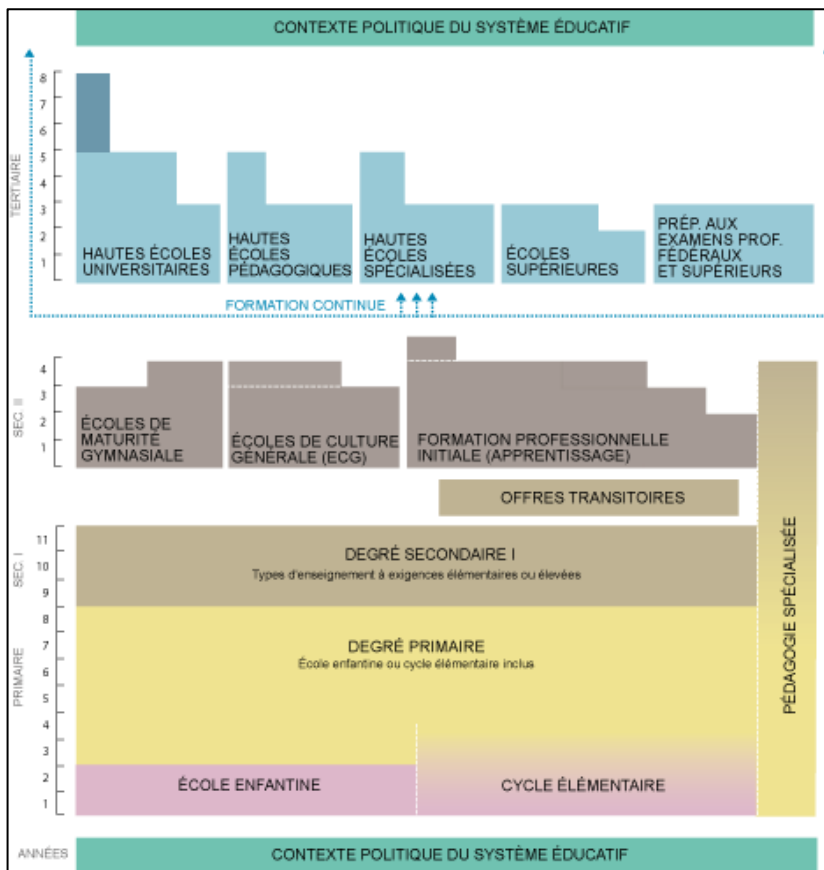 CONTEXTE POLITIQUE DU SYSTÈME ÉDUCATIF
TERTIAIRE
8
7
6
5
4
3
2
1
HAUTES ÉCOLES
UNIVERSITAIRES
HAUTES
ÉCOLES
PÉDAGOGIQUES
HAUTES
ÉCOLES
SPÉCIALISÉES
ÉCOLES
SUPÉRIEURES
PRÉP. AUX
EXAMENS PROF.
FÉDÉRAUX
ET SUPÉRIEURS
FORMATION CONTINUE
SEC. II
4
3
2
1
ÉCOLES DE
MATURITÉ
GYMNASIALE
ÉCOLES DE CULTURE
GÉNÉRALE (ECG)
FORMATION PROFESSIONNELLE
INITIALE (APPRENTISSAGE)
OFFRES TRANSITOIRES
PÉDAGOGIE SPÉCIALISÉE
SEC. I
11
10
9
DEGRÉ SECONDAIRE I
Types d'enseignement à exigences élémentaires ou élevées
PRIMAIRE
8
7
6
5
4
3
2
1
DEGRÉ PRIMAIRE
École enfantine ou cycle élémentaire inclus
ÉCOLE ENFANTINE
CYCLE ÉLÉMENTAIRE
ANNÉES
CONTEXTE POLITIQUE DU SYSTÈME ÉDUCATIF